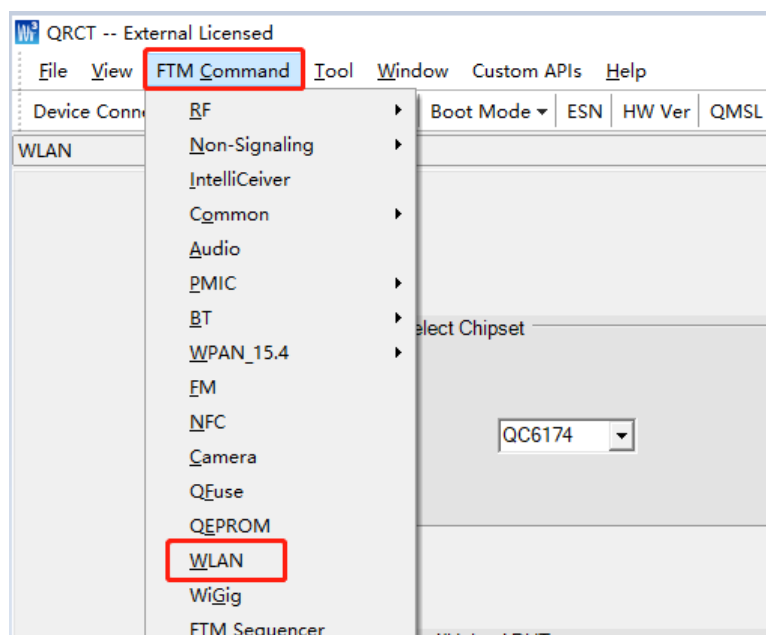 QRCT -- External Licensed
File View FTM Command Tool Window Custom APIs Help
Device Conn Boot Mode ESN HW Ver QMSL
WLAN
RF
Non-Signaling
IntelliCeiver
Common
Audio
PMIC
BT
elect Chipset
WPAN_15.4
FM
NFC
QC6174
Camera
QFuse
QEPROM
WLAN
WiGig
FTM Sequencer